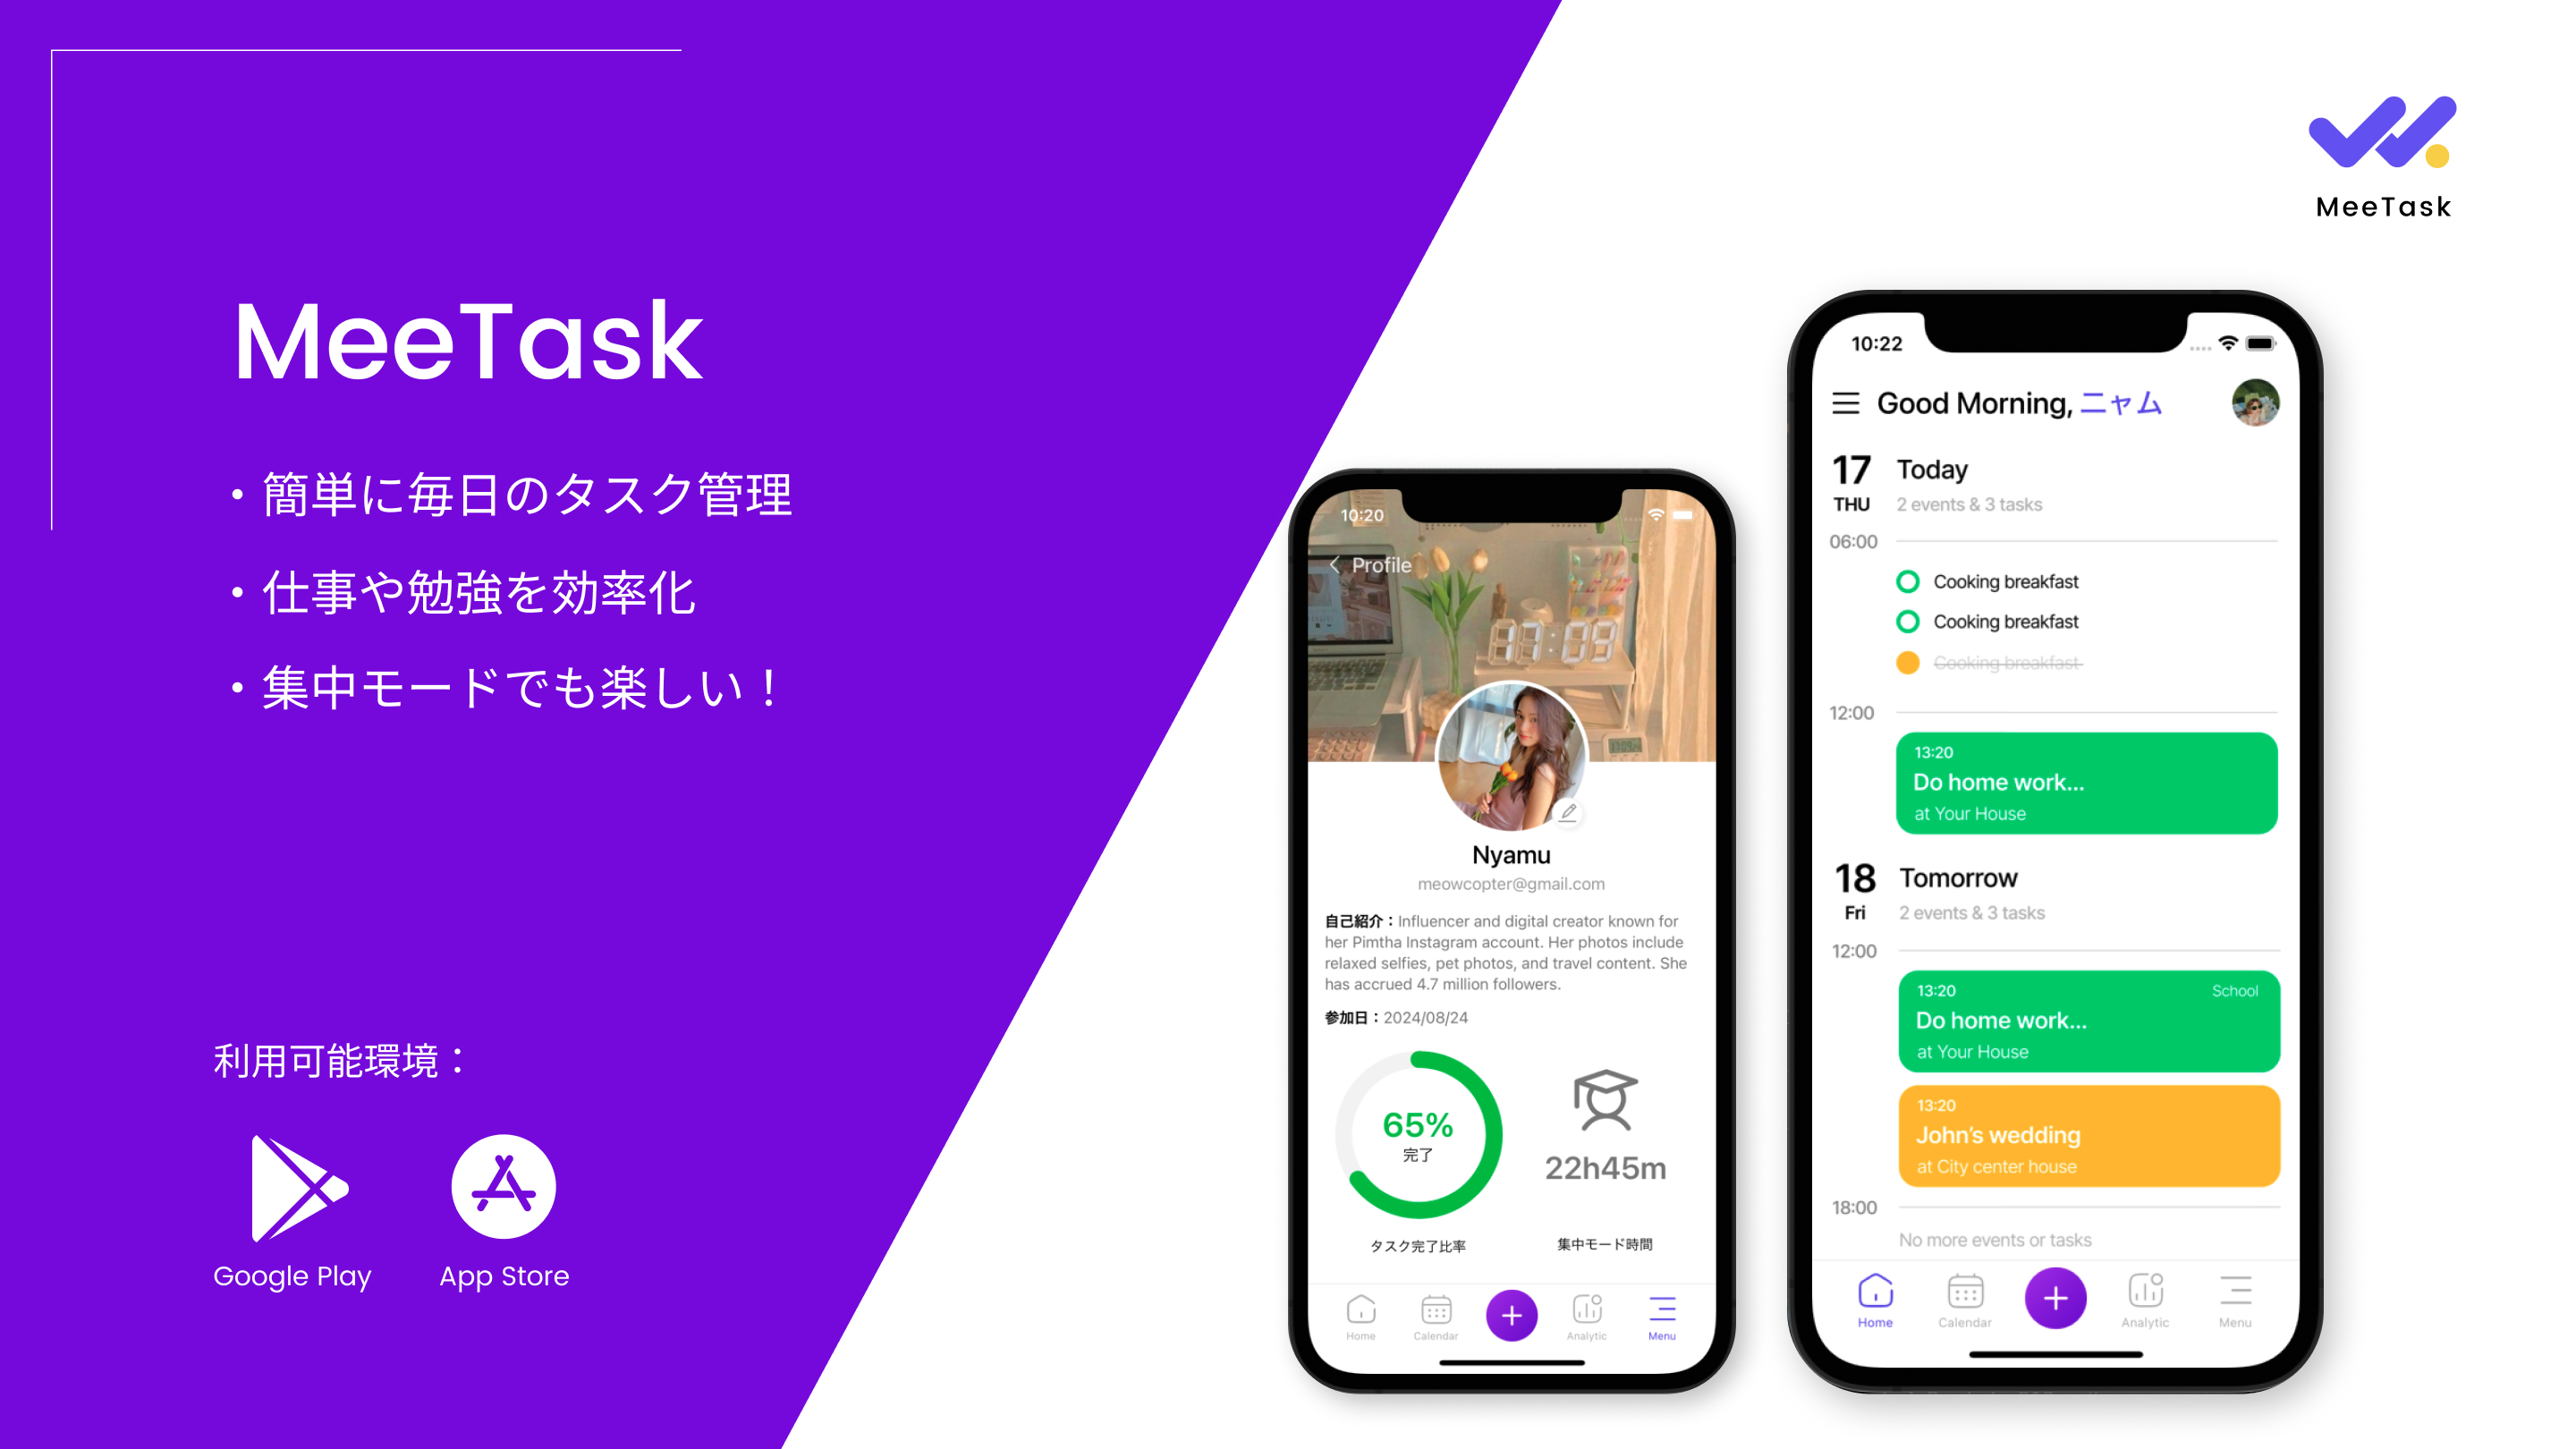 MeeTask
・簡単に毎日のタスク管理
・仕事や勉強を効率化
・集中モードでも楽しい！
利用可能環境：
Google Play
App Store
MeeTask
10:20
Profile
Nyamu
meowcopter@gmail.com
自己紹介：Influencer and digital creator known for
her Pimtha Instagram account. Her photos include
relaxed selfies, pet photos, and travel content. She
has accrued 4.7 million followers.
参加日：2024/08/24
65%
完了
タスク完了比率
22h45m
集中モード時間
Home
Calendar
Analytic
Menu
10:22
Good Morning, ニャム
17
THU
Today
2 events & 3 tasks
06:00
Cooking breakfast
Cooking breakfast
Cooking breakfast
12:00
13:20
Do home work...
at Your House
18
Fri
Tomorrow
2 events & 3 tasks
12:00
13:20
School
Do home work...
at Your House
13:20
John's wedding
at City center house
18:00
No more events or tasks
Home
Calendar
Analytic
Menu